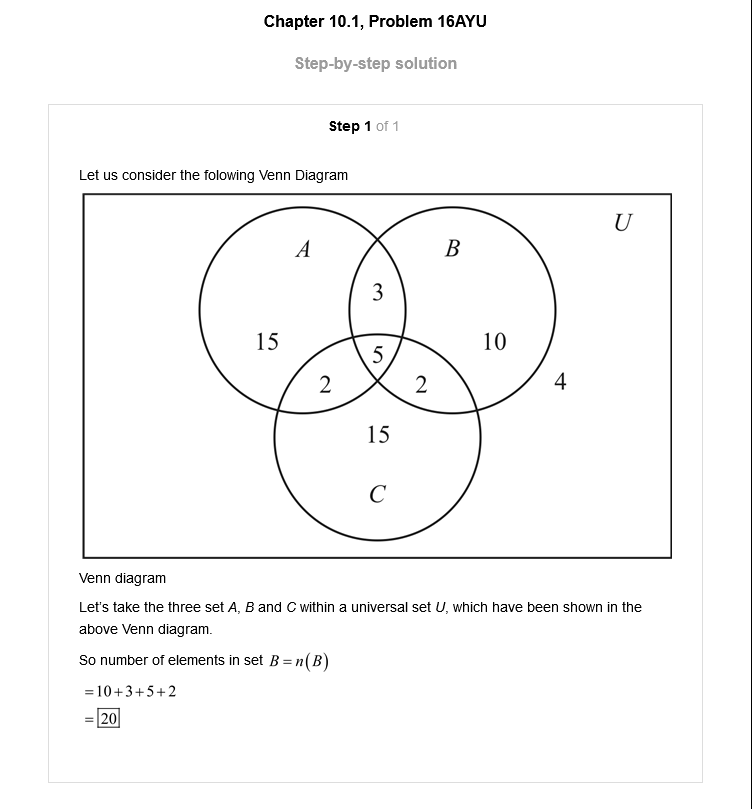 Chapter 10.1, Problem 16AYU
Step-by-step solution
Step 1 of 1
Let us consider the folowing Venn Diagram
U
A
B
3
15
10
5
2
2
4
15
C
Venn diagram
Let's take the three set A, B and C within a universal set U, which have been shown in the
above Venn diagram.
So number of elements in set B = n(B)
= 10 + 3 + 5 + 2
= 20